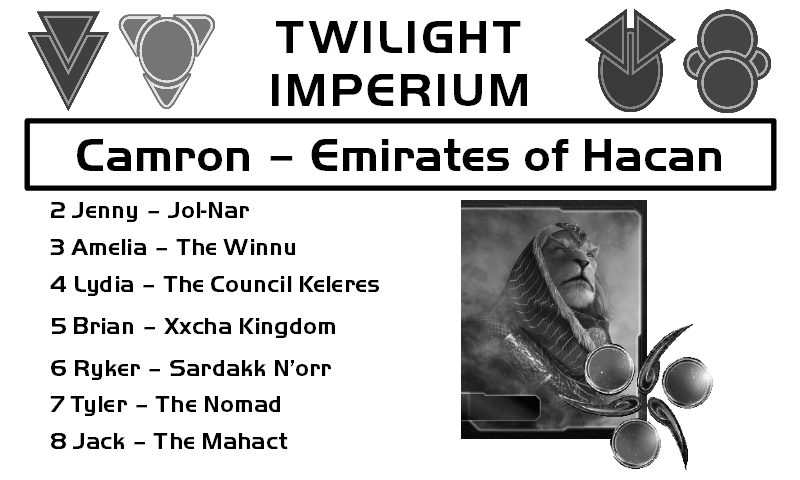 TWILIGHT
IMPERIUM
Camron – Emirates of Hacan
2 Jenny – Jol-Nar
3 Amelia – The Winnu
4 Lydia – The Council Keleres
5 Brian – Xxcha Kingdom
6 Ryker – Sardakk N'orr
7 Tyler – The Nomad
8 Jack – The Mahact